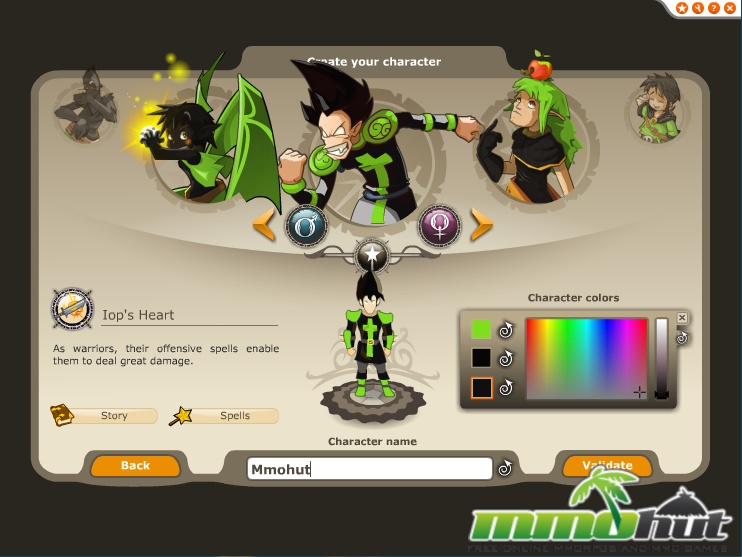 Create your character
Iop's Heart
As warriors, their offensive spells enable
them to deal great damage.
Story
Spells
Character colors
Character name
Back
Mmohut
Validate
mmohut
FREE ONLINE MMORPGS AND MMO GAMES